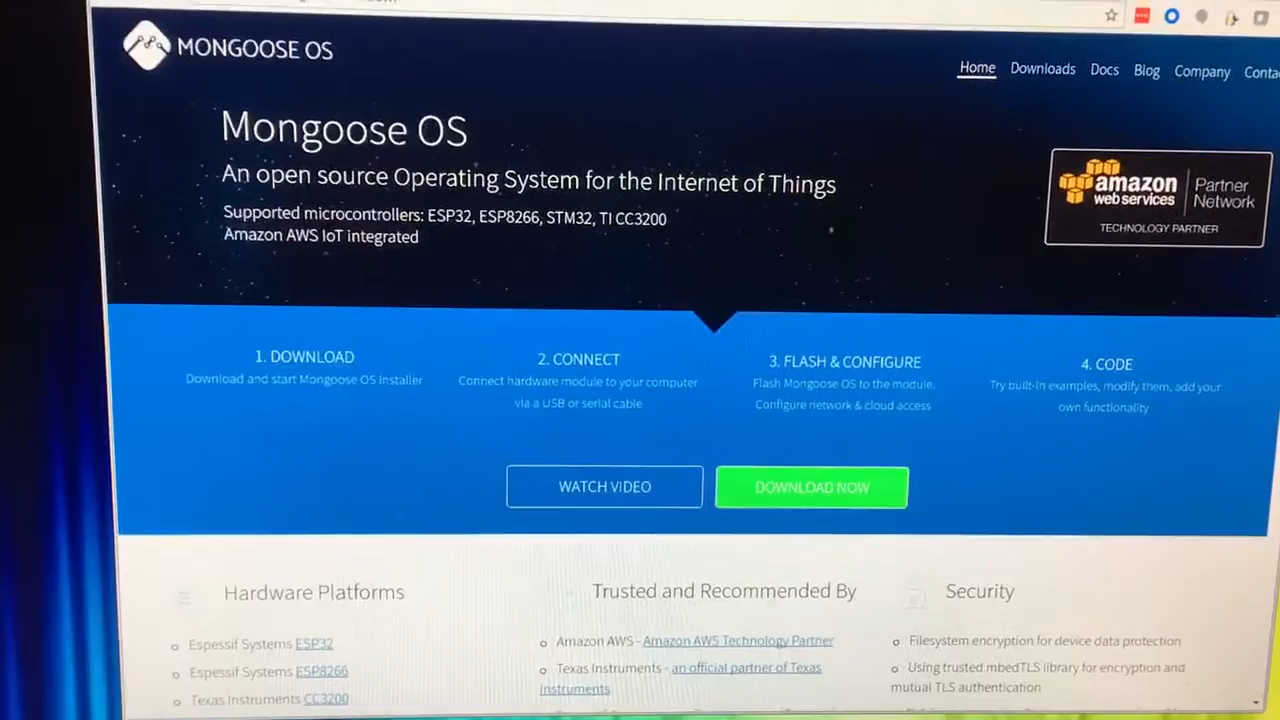 MONGOOSE OS
Home Downloads Docs Blog Company
Mongoose OS
An open source Operating System for the Internet of Things
Supported microcontrollers: ESP32, ESP8266, STM32, TI CC3200
Amazon AWS IoT integrated
amazon
web services
Partner
Network
TECHNOLOGY PARTNER
1. DOWNLOAD
Download and start Mongoose OS Installer
2. CONNECT
Connect hardware module to your computer
via a USB or serial cable
3. FLASH & CONFIGURE
Flash Mongoose OS to the module.
Configure network & cloud access
4. CODE
Try built-in examples, modify them, add your
own functionality
WATCH VIDEO
DOWNLOAD NOW
Hardware Platforms
Espessif Systems ESP32
Espessif Systems ESP8266
Texas Instruments CC3200
Trusted and Recommended By
Amazon AWS - Amazon AWS Technology Partner
Texas Instruments - an official partner of Texas
Instruments
Security
Filesystem encryption for device data protection
Using trusted mbedTLS library for encryption and
mutual TLS authentication